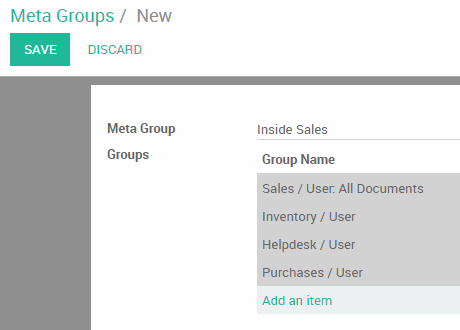 Meta Groups / New
SAVE DISCARD
Meta Group Inside Sales
Groups
Group Name
Sales / User: All Documents
Inventory / User
Helpdesk / User
Purchases / User
Add an item